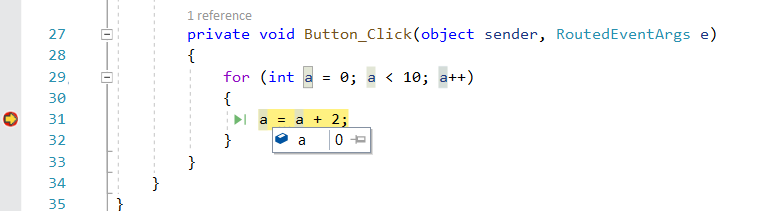 1 reference
27 private void Button_Click(object sender, RoutedEventArgs e)
28 {
29 for (int a = 0; a < 10; a++)
30 {
31 a = a + 2;
a 0
32 }
33 }
34 }
35 }